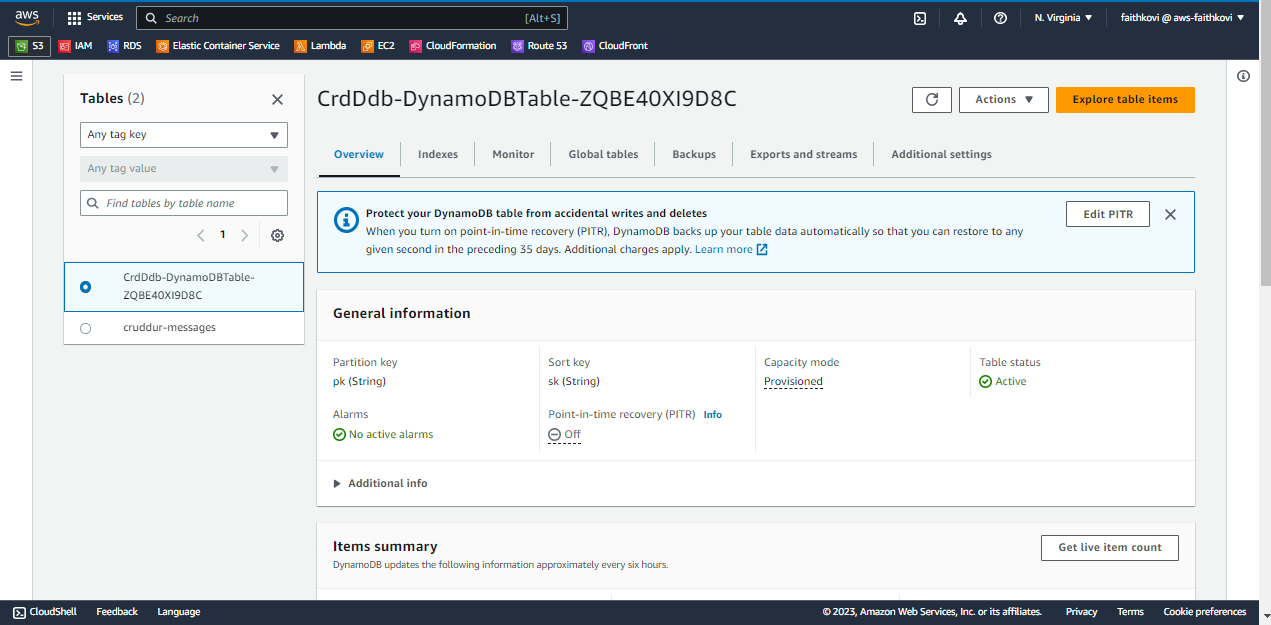 aws
Services
Search
[Alt+S]
N. Virginia
faithkovi @ aws-faithkovi
S3
IAM
RDS
Elastic Container Service
Lambda
EC2
CloudFormation
Route 53
CloudFront
Tables (2)
Any tag key
Any tag value
Find tables by table name
1
CrdDdb-DynamoDBTable-
ZQBE40XI9D8C
cruddur-messages
CrdDdb-DynamoDBTable-ZQBE40XI9D8C
Actions
Explore table items
Overview
Indexes
Monitor
Global tables
Backups
Exports and streams
Additional settings
Protect your DynamoDB table from accidental writes and deletes
When you turn on point-in-time recovery (PITR), DynamoDB backs up your table data automatically so that you can restore to any
given second in the preceding 35 days. Additional charges apply. Learn more
Edit PITR
General information
Partition key
pk (String)
Sort key
sk (String)
Capacity mode
Provisioned
Table status
Active
Alarms
No active alarms
Point-in-time recovery (PITR) Info
Off
Additional info
Items summary
DynamoDB updates the following information approximately every six hours.
Get live item count
CloudShell
Feedback
Language
© 2023, Amazon Web Services, Inc. or its affiliates.
Privacy
Terms
Cookie preferences